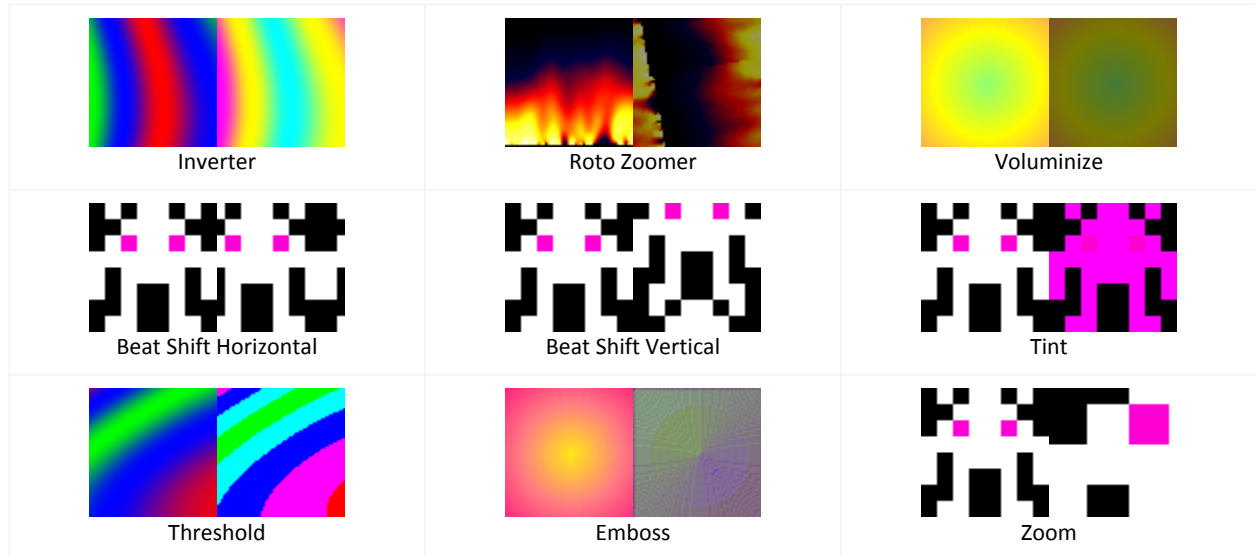 Inverter
Roto Zoomer
Voluminize
Beat Shift Horizontal
Beat Shift Vertical
Tint
Threshold
Emboss
Zoom